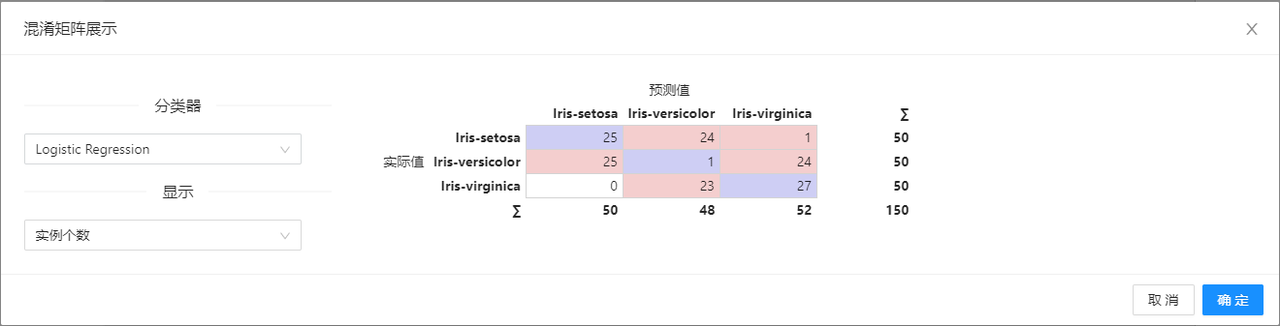 混淆矩阵展示
分类器
Logistic Regression
显示
实例个数
预测值
Iris-setosa Iris-versicolor Iris-virginica ∑
Iris-setosa 25 24 1 50
实际值 Iris-versicolor 25 1 24 50
Iris-virginica 0 23 27 50
∑ 50 48 52 150
取 消 确 定